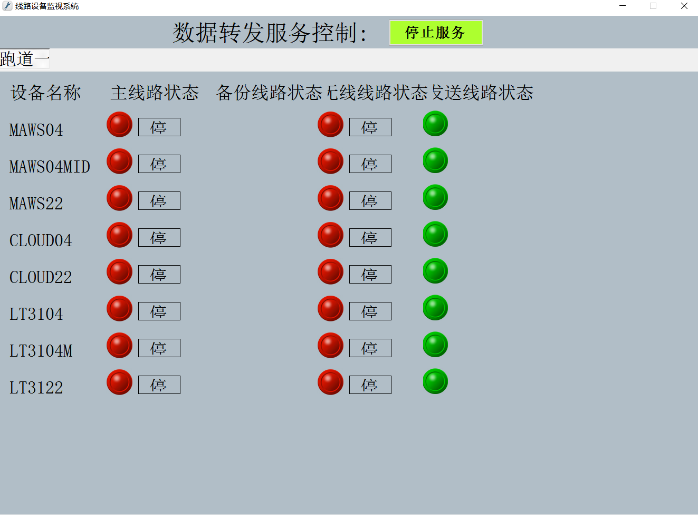 线路设备监视系统
数据转发服务控制： 停止服务
跑道一
设备名称 主线路状态 备份线路状态 无线线路状态 发送线路状态
MAWS04 停 停
MAWS04MID 停 停
MAWS22 停 停
CLOUD04 停 停
CLOUD22 停 停
LT3104 停 停
LT3104M 停 停
LT3122 停 停